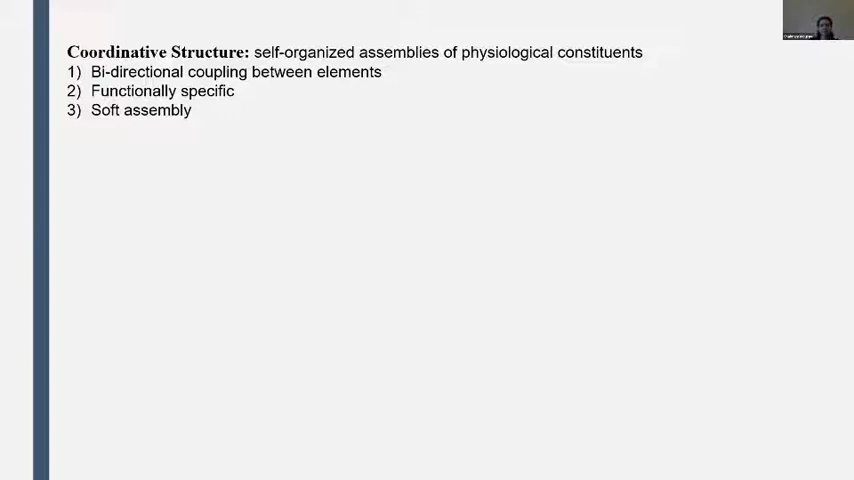 Coordinative Structure: self-organized assemblies of physiological constituents
1) Bi-directional coupling between elements
2) Functionally specific
3) Soft assembly